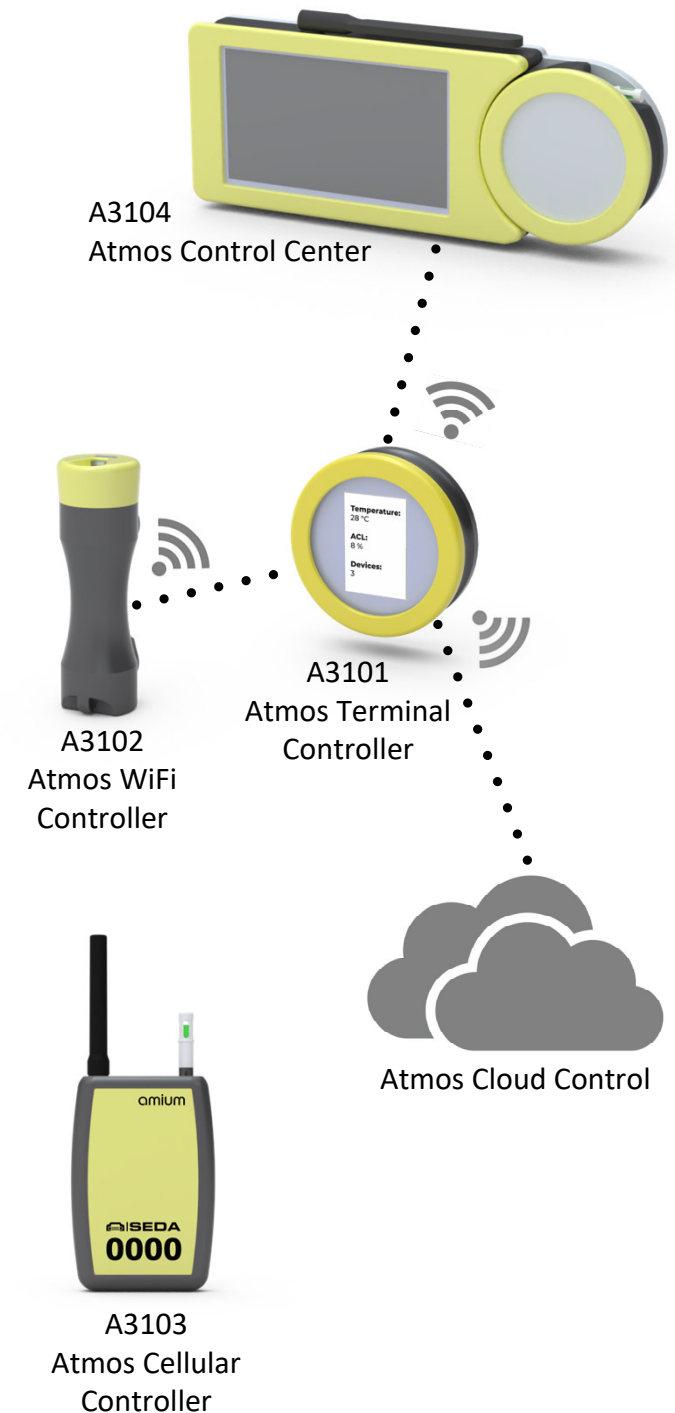 A3104
Atmos Control Center
Temperature:
28 °C
ACL:
8 %
Devices:
3
A3101
Atmos Terminal
Controller
A3102
Atmos WiFi
Controller
Atmos Cloud Control
amium
SEDA
0000
A3103
Atmos Cellular
Controller